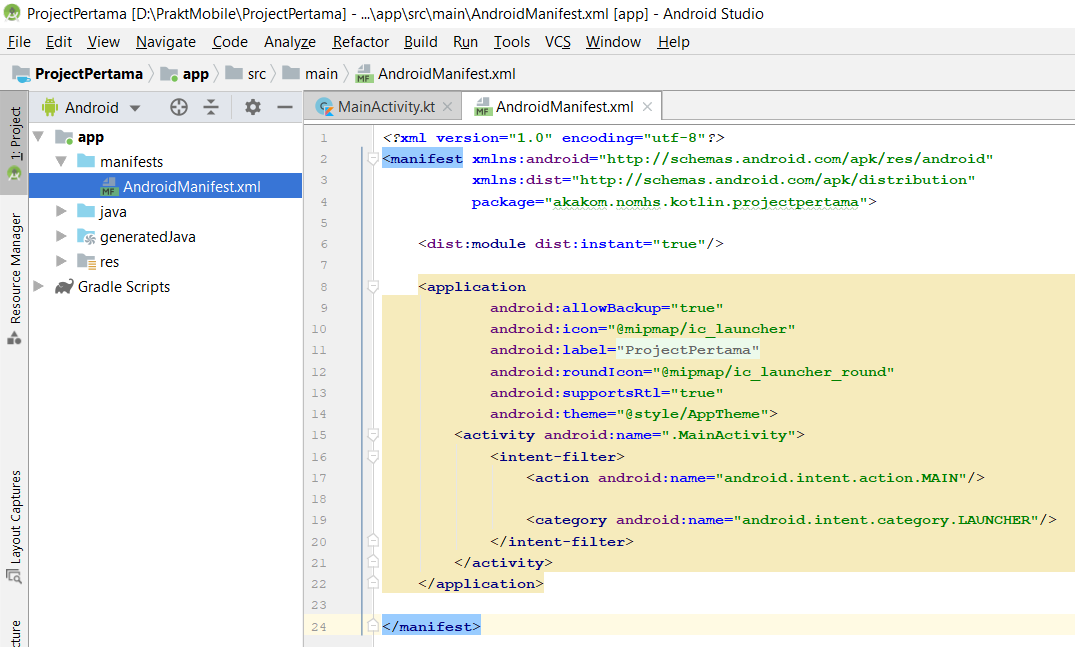 ProjectPertama [D:\PraktMobile\ProjectPertama] - ...\app\src\main\AndroidManifest.xml [app] - Android Studio
File Edit View Navigate Code Analyze Refactor Build Run Tools VCS Window Help
ProjectPertama app src main AndroidManifest.xml
1: Project
Resource Manager
Layout Captures
cture
Android
app
manifests
AndroidManifest.xml
java
generatedJava
res
Gradle Scripts
MainActivity.kt AndroidManifest.xml
1 <?xml version="1.0" encoding="utf-8"?>
2 <manifest xmlns:android="http://schemas.android.com/apk/res/android"
3 xmlns:dist="http://schemas.android.com/apk/distribution"
4 package="akakom.nomhs.kotlin.projectpertama">
5
6 <dist:module dist:instant="true"/>
7
8 <application
9 android:allowBackup="true"
10 android:icon="@mipmap/ic_launcher"
11 android:label="ProjectPertama"
12 android:roundIcon="@mipmap/ic_launcher_round"
13 android:supportsRtl="true"
14 android:theme="@style/AppTheme">
15 <activity android:name=".MainActivity">
16 <intent-filter>
17 <action android:name="android.intent.action.MAIN"/>
18
19 <category android:name="android.intent.category.LAUNCHER"/>
20 </intent-filter>
21 </activity>
22 </application>
23
24 </manifest>